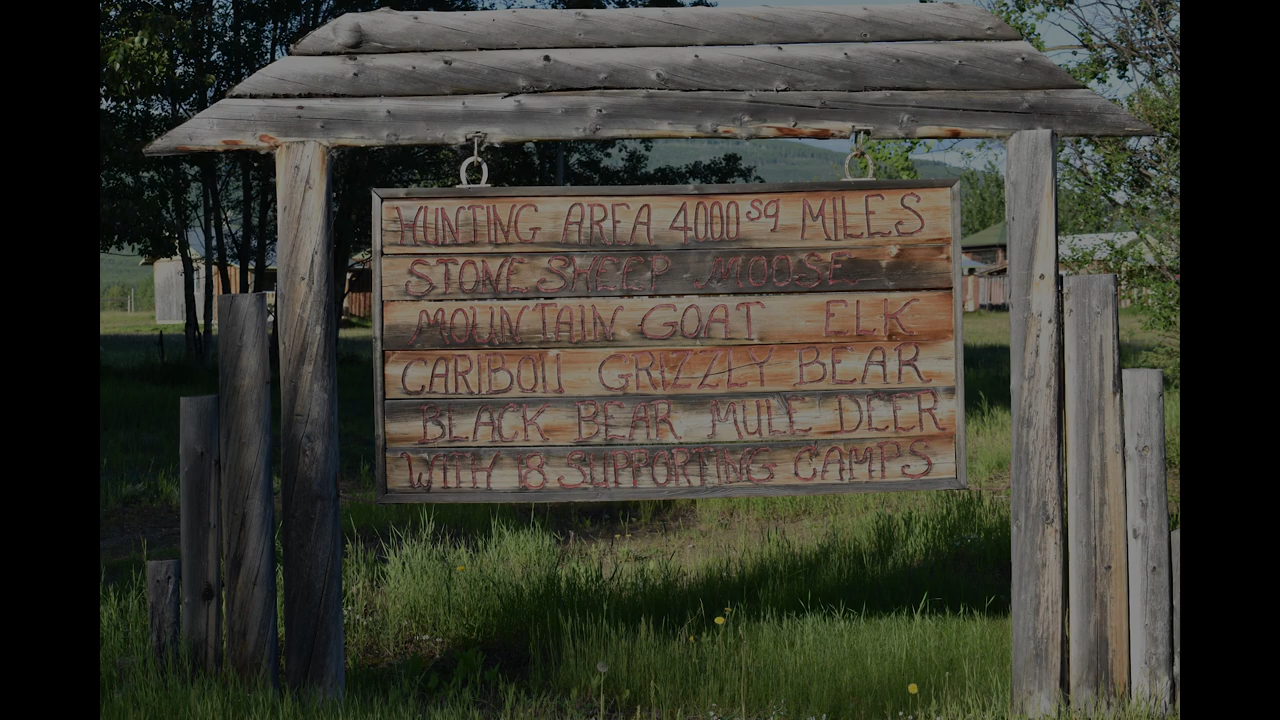 HUNTING AREA 4000 SQ MILES
STONE SHEEP MOOSE
MOUNTAIN GOAT ELK
CARIBOU GRIZZLY BEAR
BLACK BEAR MULE DEER
WITH 18 SUPPORTING CAMPS